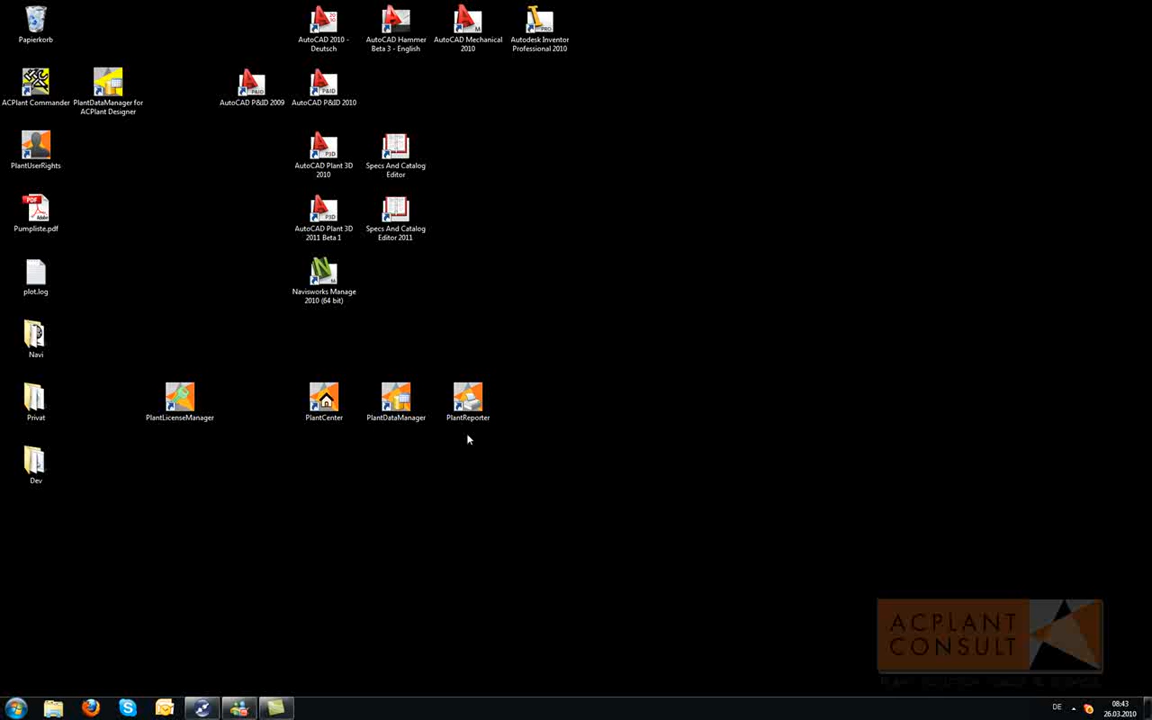 Papierkorb
AutoCAD 2010 -
Deutsch
AutoCAD Hammer
Beta 3 - English
AutoCAD Mechanical
2010
Autodesk Inventor
Professional 2010
ACPlant Commander
PlantDataManager for
ACPlant Designer
AutoCAD P&ID 2009
AutoCAD P&ID 2010
PlantUserRights
AutoCAD Plant 3D
2010
Specs And Catalog
Editor
Pumpliste.pdf
AutoCAD Plant 3D
2011 Beta 1
Specs And Catalog
Editor 2011
plot.log
Navisworks Manage
2010 (64 bit)
Navi
Privat
PlantLicenseManager
PlantCenter
PlantDataManager
PlantReporter
Dev
ACPLANT
CONSULT
DE
08:43
26.03.2010